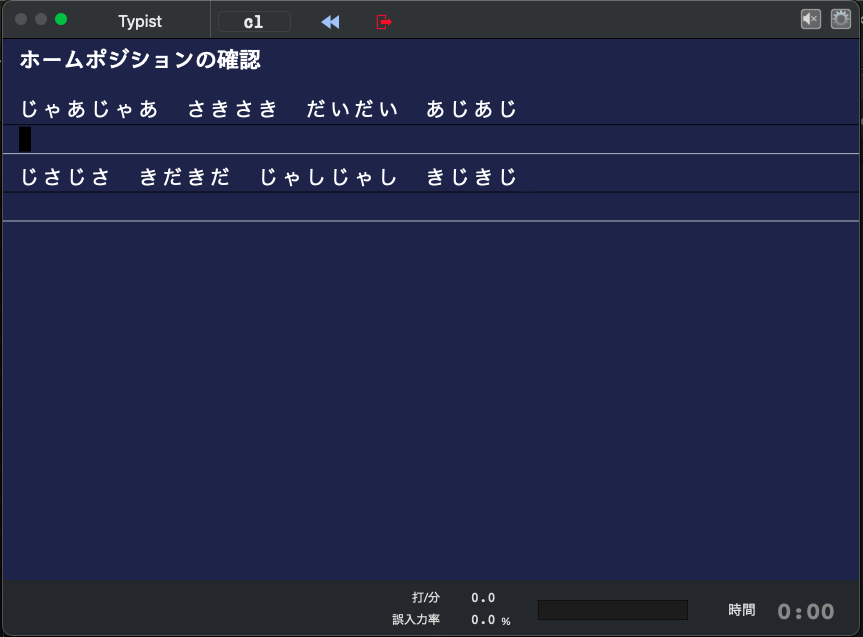 Typist cl
ホームポジションの確認
じゃあじゃあ さきさき だいだい あじあじ
じさじさ きだきだ じゃしじゃし きじきじ
打/分 0.0
誤入力率 0.0 %
時間 0:00